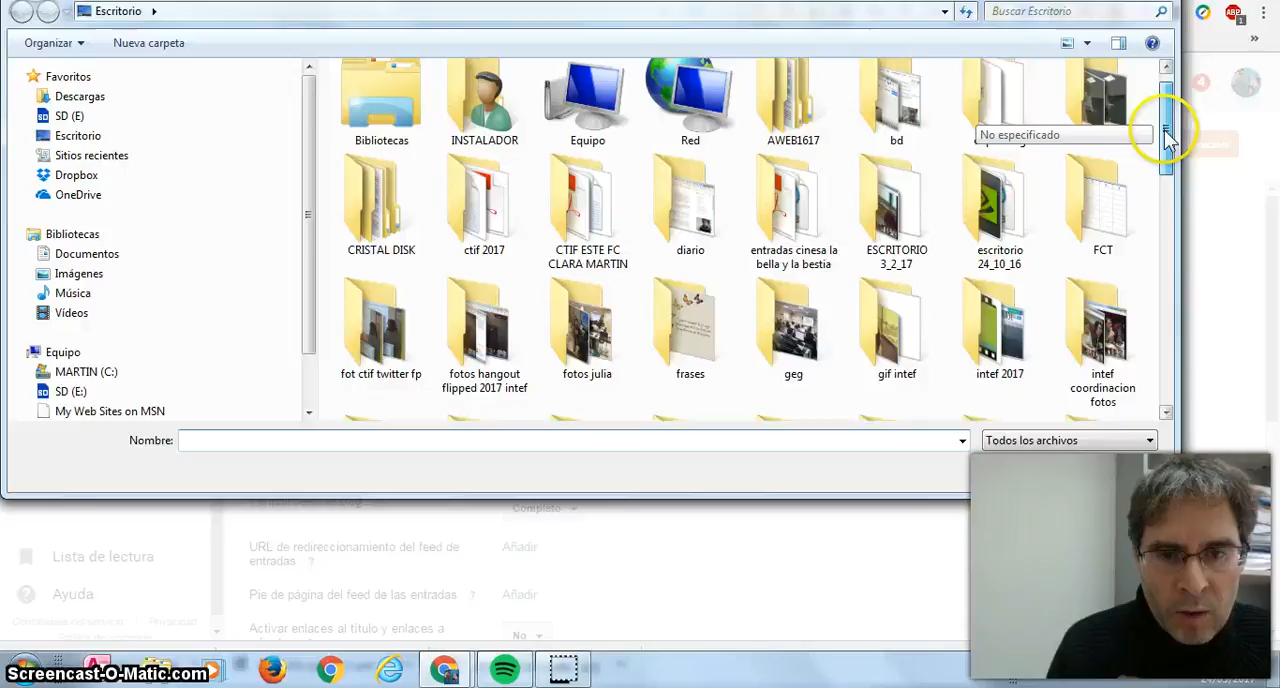 Escritorio
Buscar Escritorio
Organizar
Nueva carpeta
Favoritos
Descargas
SD (E)
Escritorio
Sitios recientes
Dropbox
OneDrive
Bibliotecas
Documentos
Imágenes
Música
Vídeos
Equipo
MARTIN (C:)
SD (E:)
My Web Sites on MSN
Bibliotecas
INSTALADOR
Equipo
Red
AWEB1617
bd
No especificado
CRISTAL DISK
ctif 2017
CTIF ESTE FC
CLARA MARTIN
diario
entradas cinesa la
bella y la bestia
ESCRITORIO
3_2_17
escritorio
24_10_16
FCT
fot ctif twitter fp
fotos hangout
flipped 2017 intef
fotos julia
frases
geg
gif intef
intef 2017
intef
coordinacion
fotos
Nombre:
Todos los archivos
ABP
1
4
Completo
Lista de lectura
Ayuda
Privacidad
URL de redireccionamiento del feed de
entradas ?
Añadir
Pie de página del feed de las entradas ?
Añadir
Activar enlaces al título y enlaces a
No
Screencast-O-Matic.com